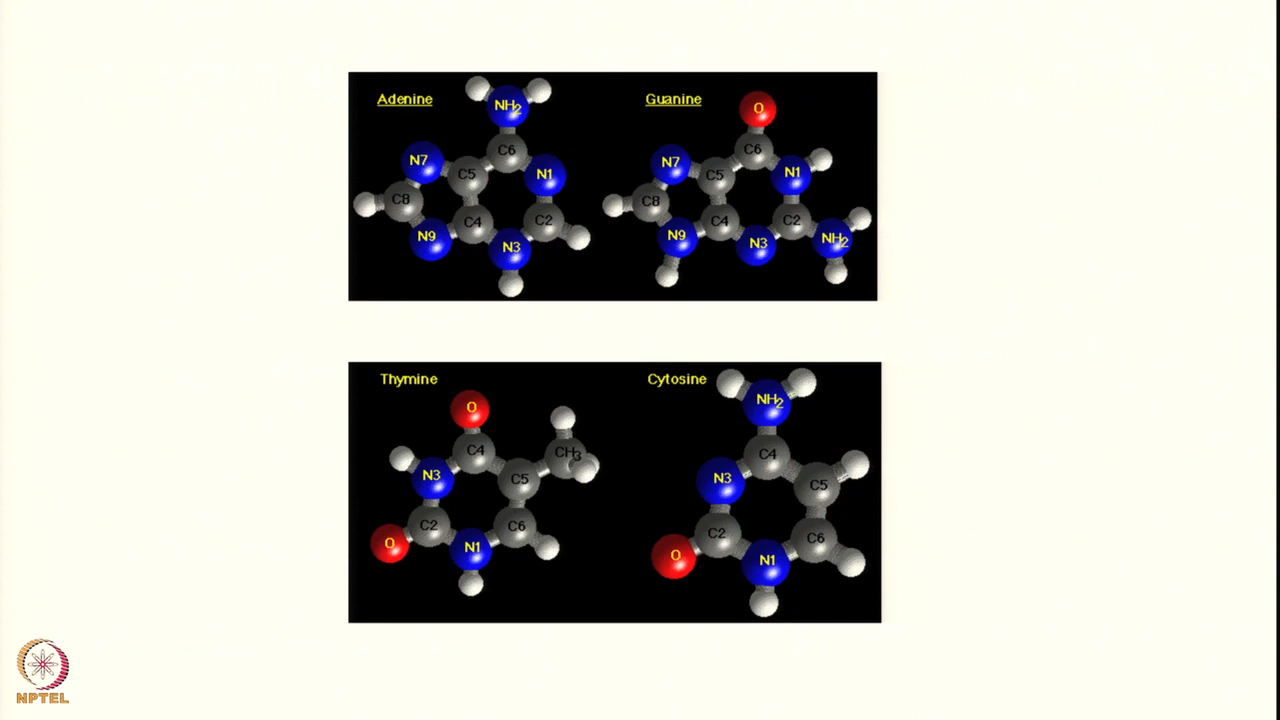 Adenine
NH2
N7
C6
C5
N1
C8
C4
C2
N9
N3
Guanine
O
C6
N7
C5
N1
C8
C4
C2
N9
N3
NH2
Thymine
O
C4
CH3
N3
C5
C2
C6
O
N1
Cytosine
NH2
C4
N3
C5
C2
C6
O
N1
NPTEL